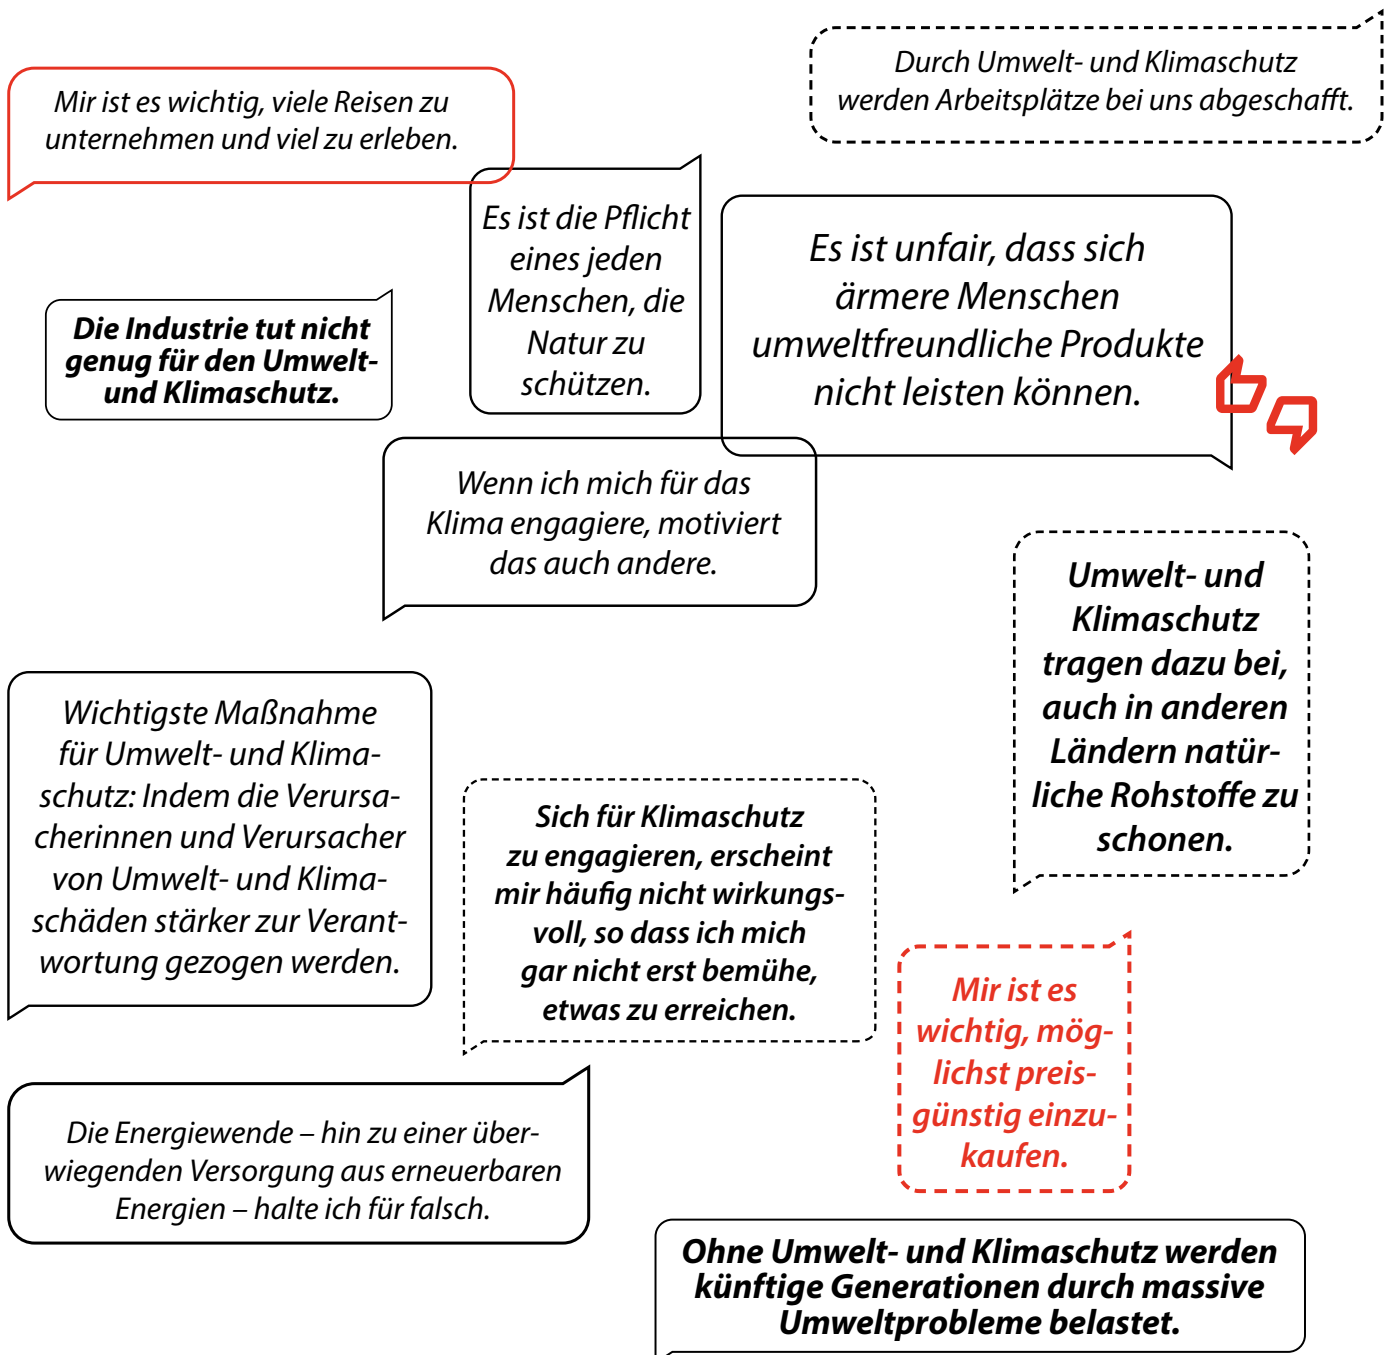 Durch Umwelt- und Klimaschutz
werden Arbeitsplätze bei uns abgeschafft.
Mir ist es wichtig, viele Reisen zu
unternehmen und viel zu erleben.
Es ist die Pflicht
eines jeden
Menschen, die
Natur zu
schützen.
Es ist unfair, dass sich
ärmere Menschen
umweltfreundliche Produkte
nicht leisten können.
Die Industrie tut nicht
genug für den Umwelt-
und Klimaschutz.
Wenn ich mich für das
Klima engagiere, motiviert
das auch andere.
Umwelt- und
Klimaschutz
tragen dazu bei,
auch in anderen
Ländern natür-
liche Rohstoffe zu
schonen.
Wichtigste Maßnahme
für Umwelt- und Klima-
schutz: Indem die Verursa-
cherinnen und Verursacher
von Umwelt- und Klima-
schäden stärker zur Verant-
wortung gezogen werden.
Sich für Klimaschutz
zu engagieren, erscheint
mir häufig nicht wirkungs-
voll, so dass ich mich
gar nicht erst bemühe,
etwas zu erreichen.
Mir ist es
wichtig, mög-
lichst preis-
günstig einzu-
kaufen.
Die Energiewende – hin zu einer über-
wiegenden Versorgung aus erneuerbaren
Energien – halte ich für falsch.
Ohne Umwelt- und Klimaschutz werden
künftige Generationen durch massive
Umweltprobleme belastet.